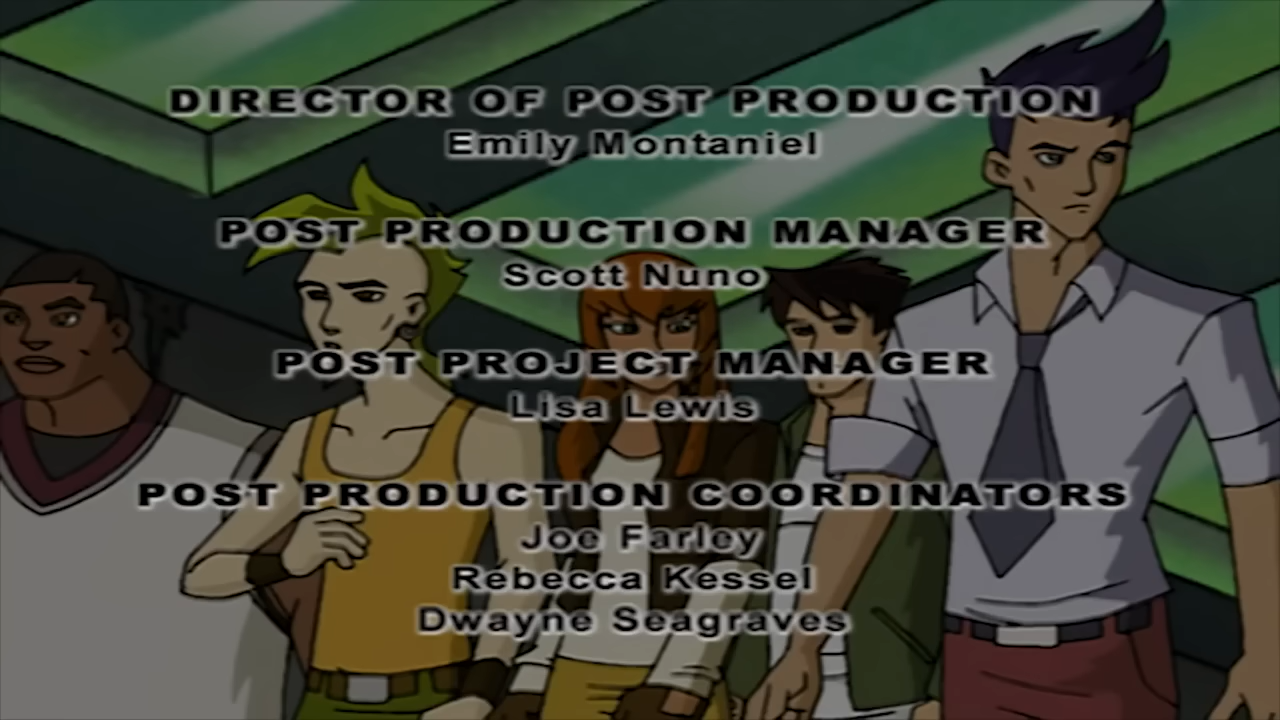 DIRECTOR OF POST PRODUCTION
Emily Montaniel
POST PRODUCTION MANAGER
Scott Nuno
POST PROJECT MANAGER
Lisa Lewis
POST PRODUCTION COORDINATORS
Joe Farley
Rebecca Kessel
Dwayne Seagraves